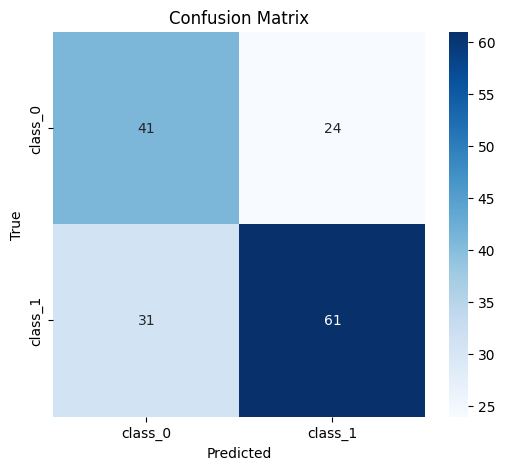 Confusion Matrix
True
class_0
class_1
41
24
31
61
class_0
class_1
Predicted
60
55
50
45
40
35
30
25